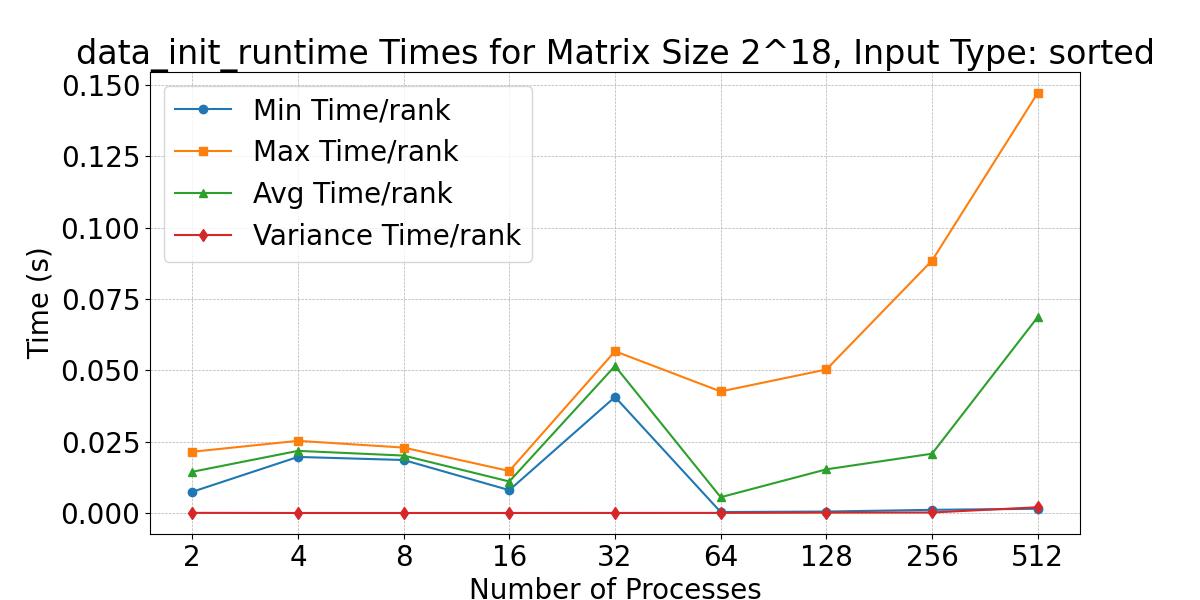 data_init_runtime Times for Matrix Size 2^18, Input Type: sorted
0.150
0.125
0.100
0.075
0.050
0.025
0.000
Time (s)
Min Time/rank
Max Time/rank
Avg Time/rank
Variance Time/rank
2 4 8 16 32 64 128 256 512
Number of Processes